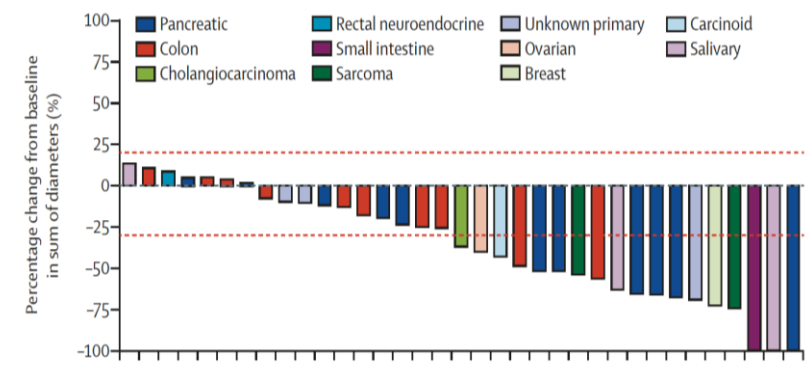 Percentage change from baseline
in sum of diameters (%)
100
75
50
25
0
–25
–50
–75
–100
Pancreatic
Colon
Cholangiocarcinoma
Rectal neuroendocrine
Small intestine
Sarcoma
Unknown primary
Ovarian
Breast
Carcinoid
Salivary